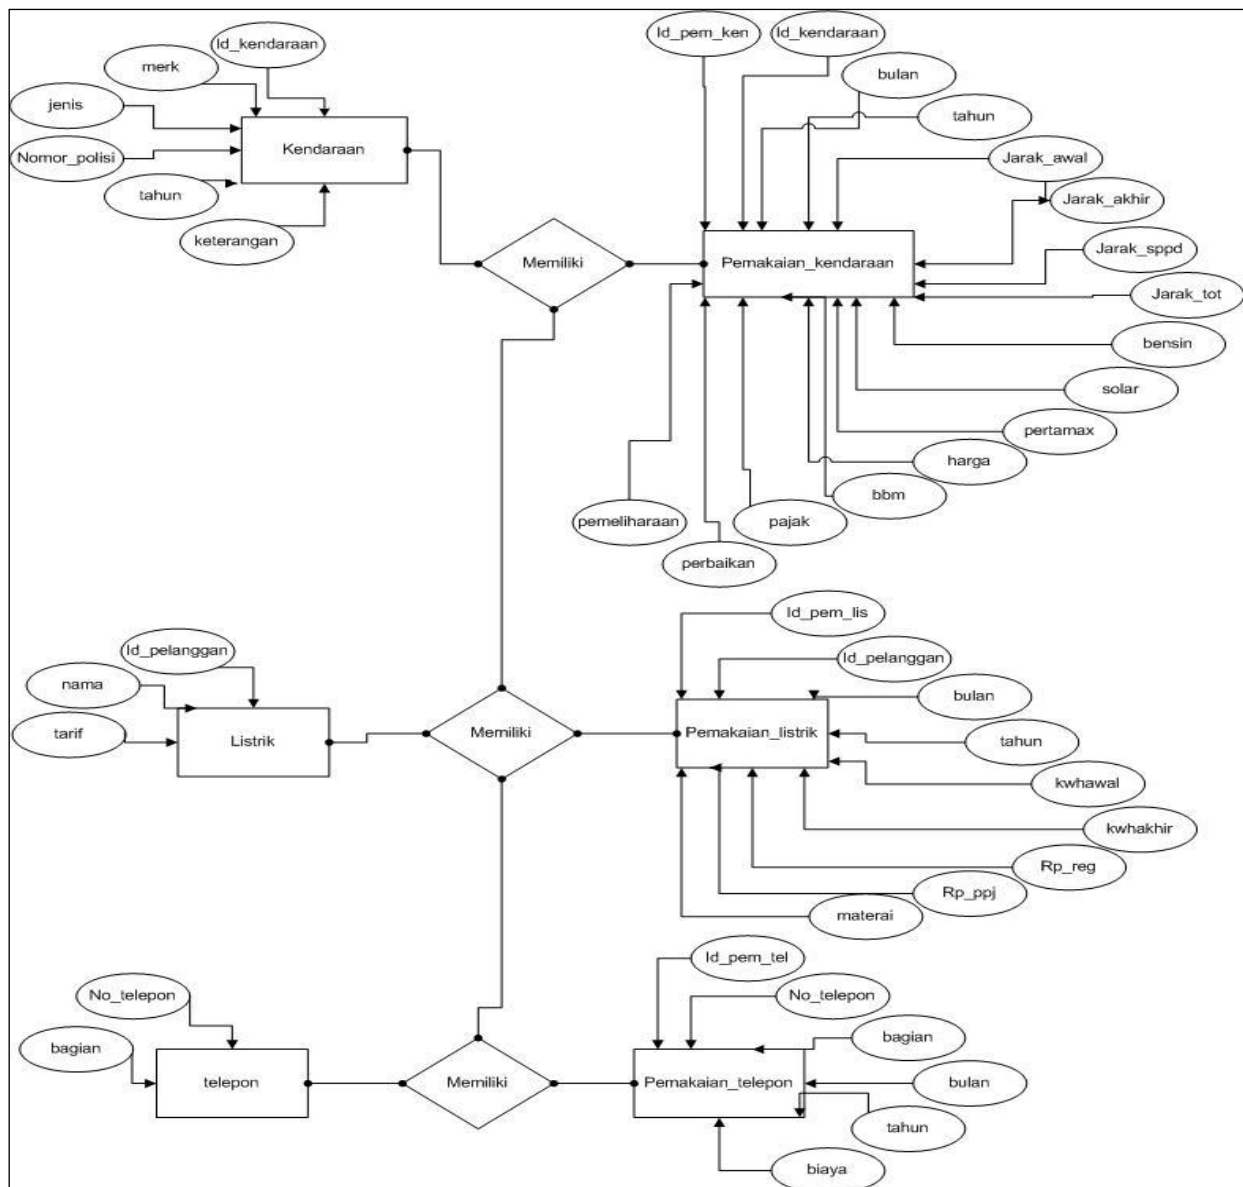 Id_kendaraan
merk
jenis
Nomor_polisi
tahun
keterangan
Kendaraan
Memiliki
Id_pem_ken
Id_kendaraan
bulan
tahun
Jarak_awal
Jarak_akhir
Jarak_sppd
Jarak_tot
bensin
solar
pertamax
harga
bbm
pajak
perbaikan
pemeliharaan
Pemakaian_kendaraan
Id_pelanggan
nama
tarif
Listrik
Memiliki
Id_pem_lis
Id_pelanggan
bulan
tahun
kwhawal
kwhakhir
Rp_reg
Rp_ppj
materai
Pemakaian_listrik
No_telepon
bagian
telepon
Memiliki
Id_pem_tel
No_telepon
bagian
bulan
tahun
biaya
Pemakaian_telepon